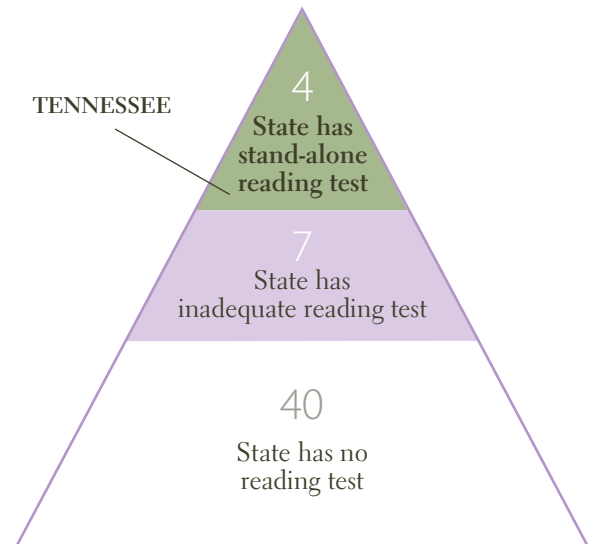 4
TENNESSEE
State has
stand-alone
reading test
7
State has
inadequate reading test
40
State has no
reading test